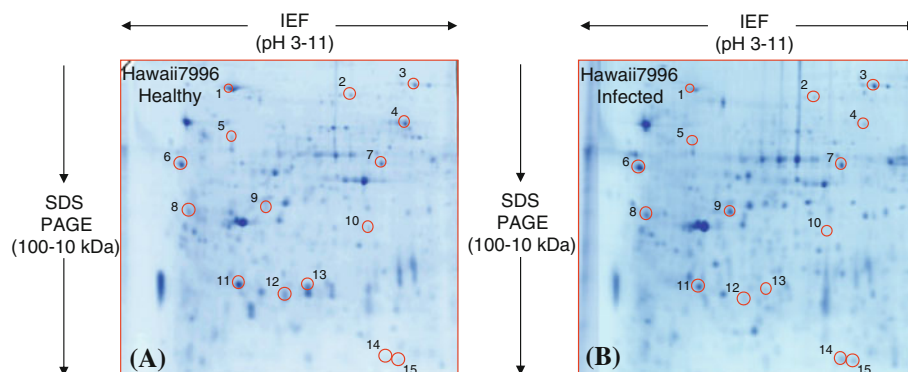 IEF
(pH 3-11)
Hawaii7996
Healthy
1
2
3
4
5
6
7
8
9
10
11
12
13
14
15
SDS
PAGE
(100-10 kDa)
(A)
IEF
(pH 3-11)
Hawaii7996
Infected
1
2
3
4
5
6
7
8
9
10
11
12
13
14
15
SDS
PAGE
(100-10 kDa)
(B)